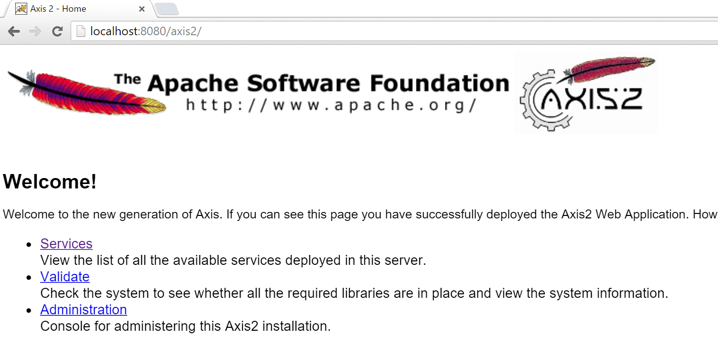 Axis 2 - Home
localhost:8080/axis2/
The Apache Software Foundation
http://www.apache.org/
AXIS2
Welcome!
Welcome to the new generation of Axis. If you can see this page you have successfully deployed the Axis2 Web Application. How
Services
View the list of all the available services deployed in this server.
Validate
Check the system to see whether all the required libraries are in place and view the system information.
Administration
Console for administering this Axis2 installation.